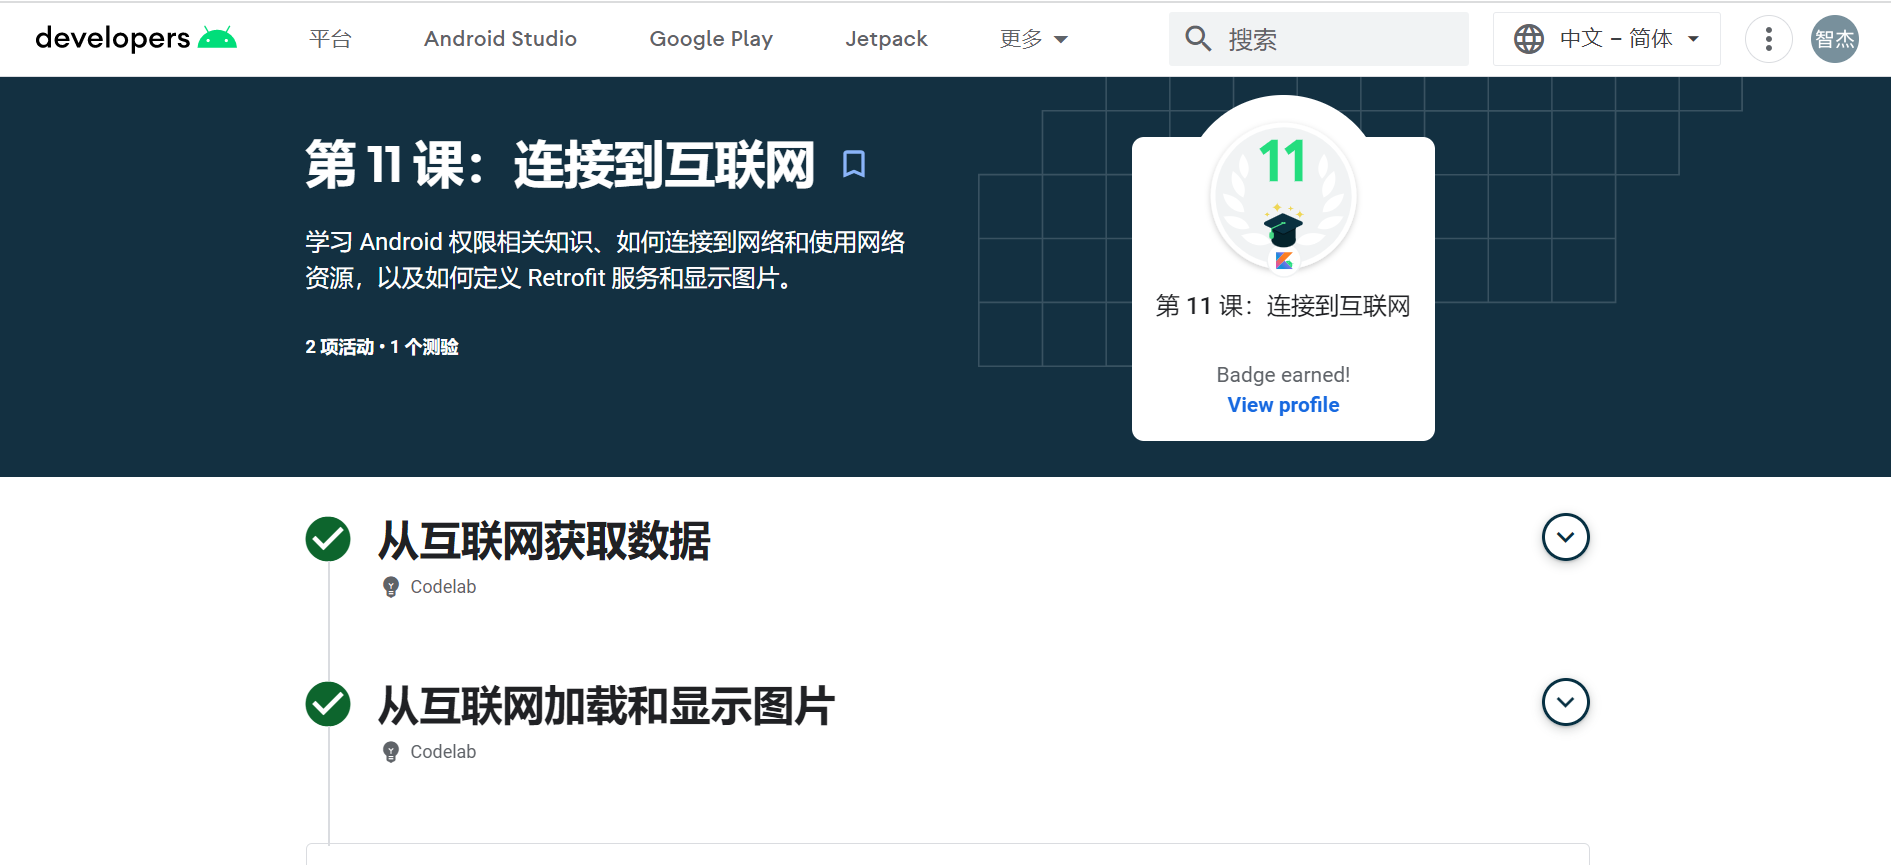 developers
平台
Android Studio
Google Play
Jetpack
更多
搜索
中文 – 简体
智杰
第 11 课：连接到互联网
学习 Android 权限相关知识、如何连接到网络和使用网络
资源，以及如何定义 Retrofit 服务和显示图片。
2 项活动 • 1 个测验
11
第 11 课：连接到互联网
Badge earned!
View profile
从互联网获取数据
Codelab
从互联网加载和显示图片
Codelab